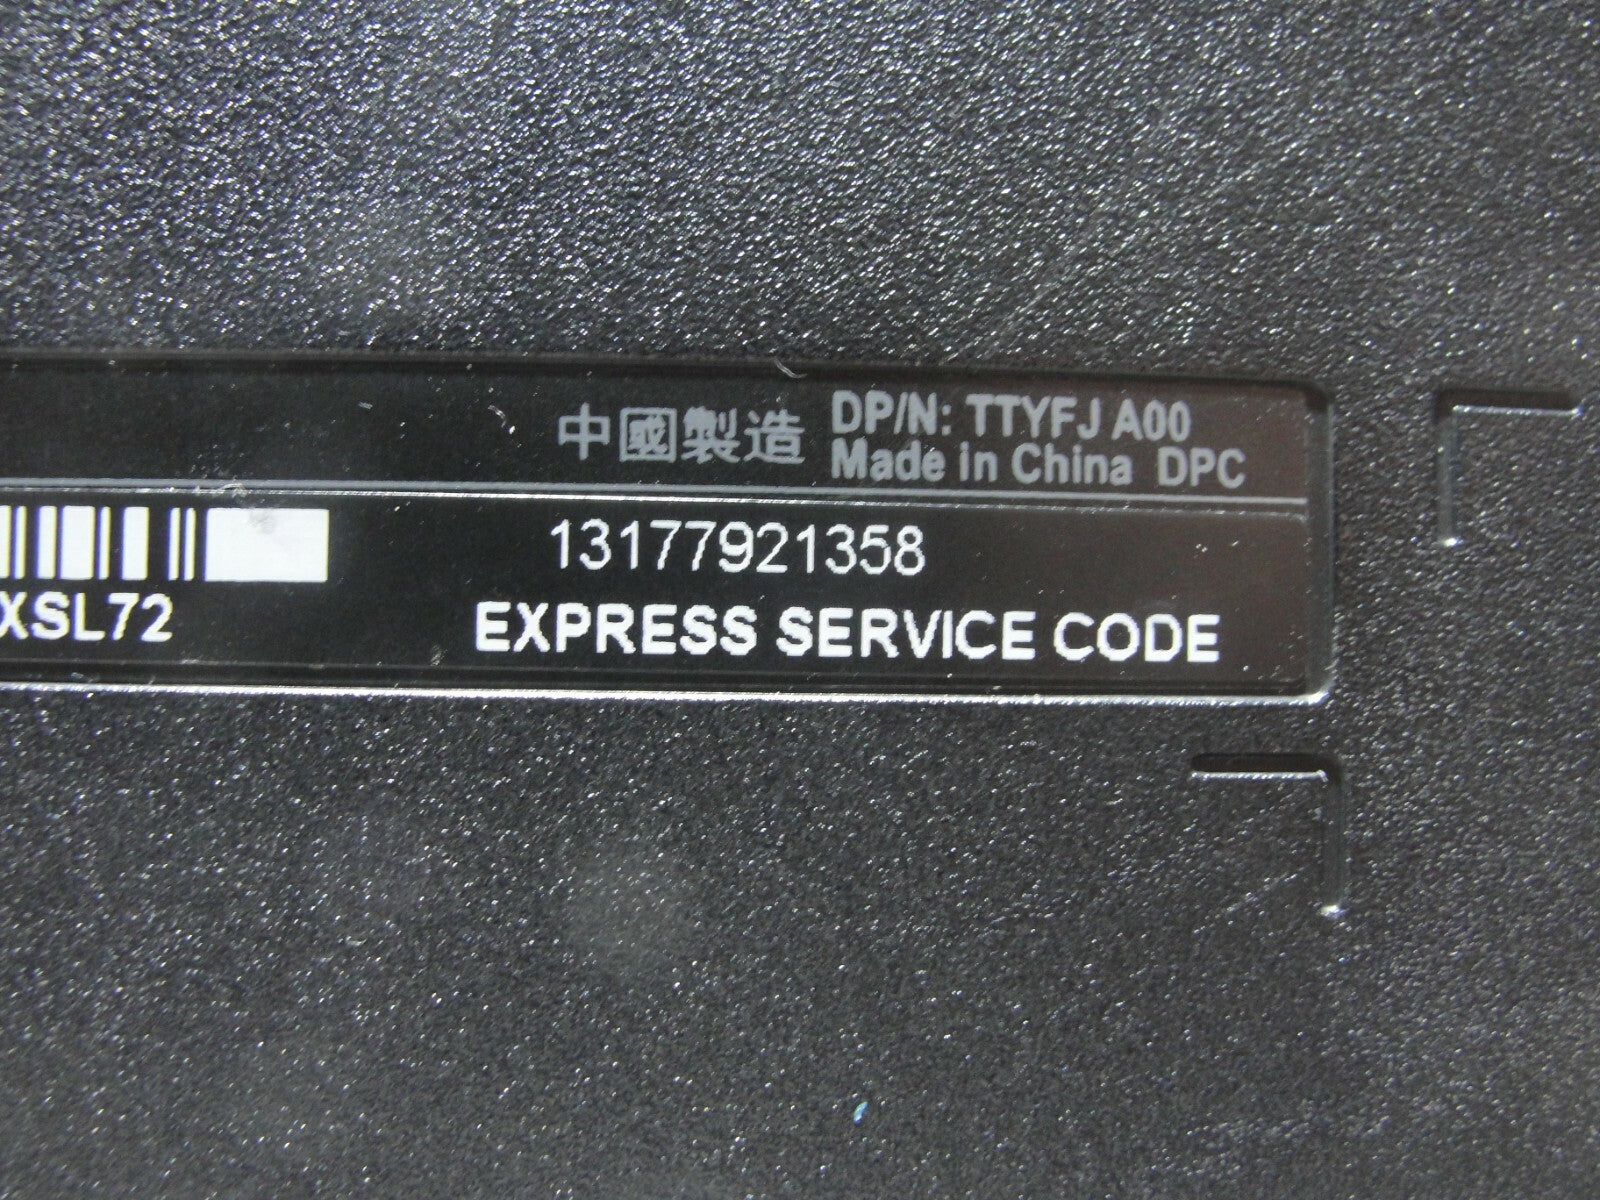 中國製造
DP/N: TTYFJ A00
Made in China DPC
13177921358
XSL72
EXPRESS SERVICE CODE